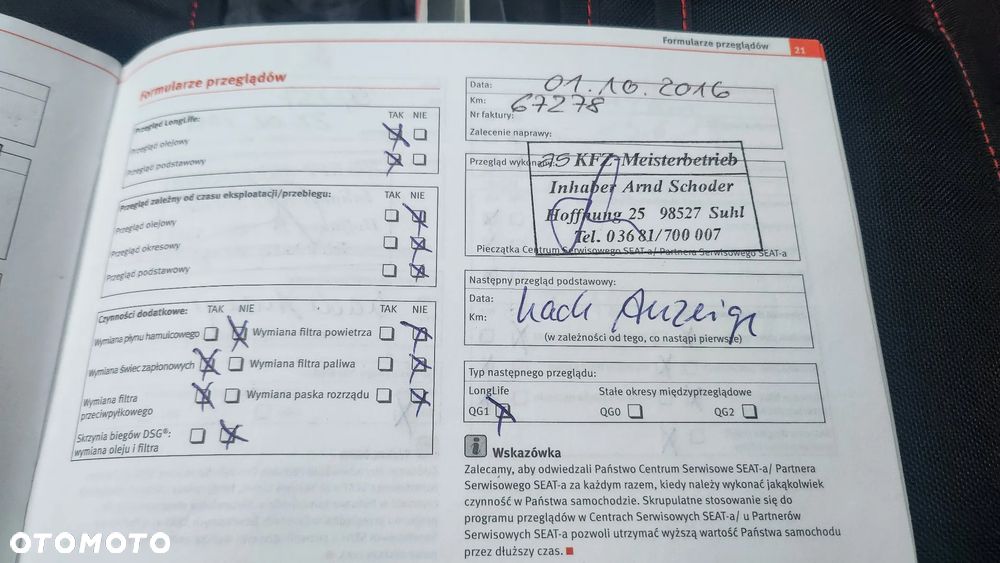 Formularze przeglądów 21
Formularze przeglądów
Przegląd LongLife: TAK NIE
Przegląd olejowy
Przegląd podstawowy
Przegląd zależny od czasu eksploatacji/przebiegu: TAK NIE
Przegląd olejowy
Przegląd okresowy
Przegląd podstawowy
Czynności dodatkowe: TAK NIE TAK NIE
Wymiana płynu hamulcowego Wymiana filtra powietrza
Wymiana świec zapłonowych Wymiana filtra paliwa
Wymiana filtra
przeciwpyłkowego
Wymiana paska rozrządu
Skrzynia biegów DSG®:
wymiana oleju i filtra
Data: 01.10.2016
Km: 67278
Nr faktury:
Zalecenie naprawy:
Przegląd wykonany:
KFZ-Meisterbetrieb
Inhaber Arnd Schoder
Hoffnung 25 98527 Suhl
Tel. 03681/700 007
Pieczątka Centrum Serwisowego SEAT-a/ Partnera Serwisowego SEAT-a
Następny przegląd podstawowy:
Data: nach Anzeige
Km:
(w zależności od tego, co nastąpi pierwsze)
Typ następnego przeglądu:
LongLife Stałe okresy międzyprzeglądowe
QG1 QG0 QG2
i Wskazówka
Zalecamy, aby odwiedzali Państwo Centrum Serwisowe SEAT-a/ Partnera
Serwisowego SEAT-a za każdym razem, kiedy należy wykonać jakąkolwiek
czynność w Państwa samochodzie. Skrupulatne stosowanie się do
programu przeglądów w Centrach Serwisowych SEAT-a/ u Partnerów
Serwisowych SEAT-a pozwoli utrzymać wyższą wartość Państwa samochodu
przez dłuższy czas.
OTOMOTO